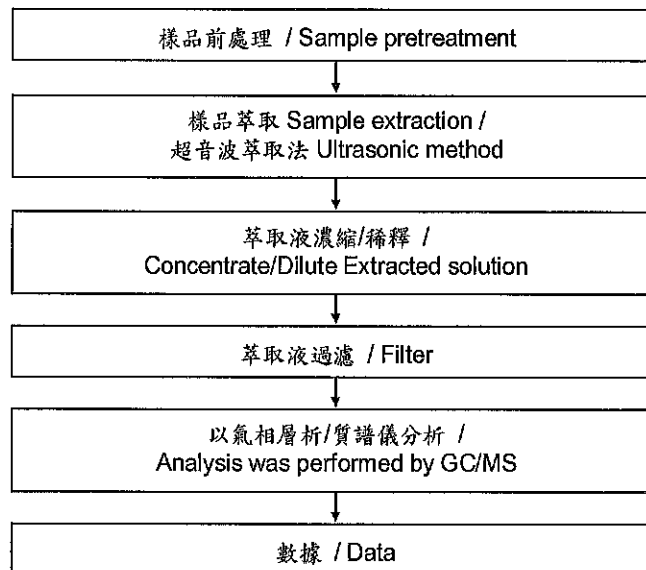 樣品前處理 / Sample pretreatment
樣品萃取 Sample extraction /
超音波萃取法 Ultrasonic method
萃取液濃縮/稀釋 /
Concentrate/Dilute Extracted solution
萃取液過濾 / Filter
以氣相層析/質譜儀分析 /
Analysis was performed by GC/MS
數據 / Data